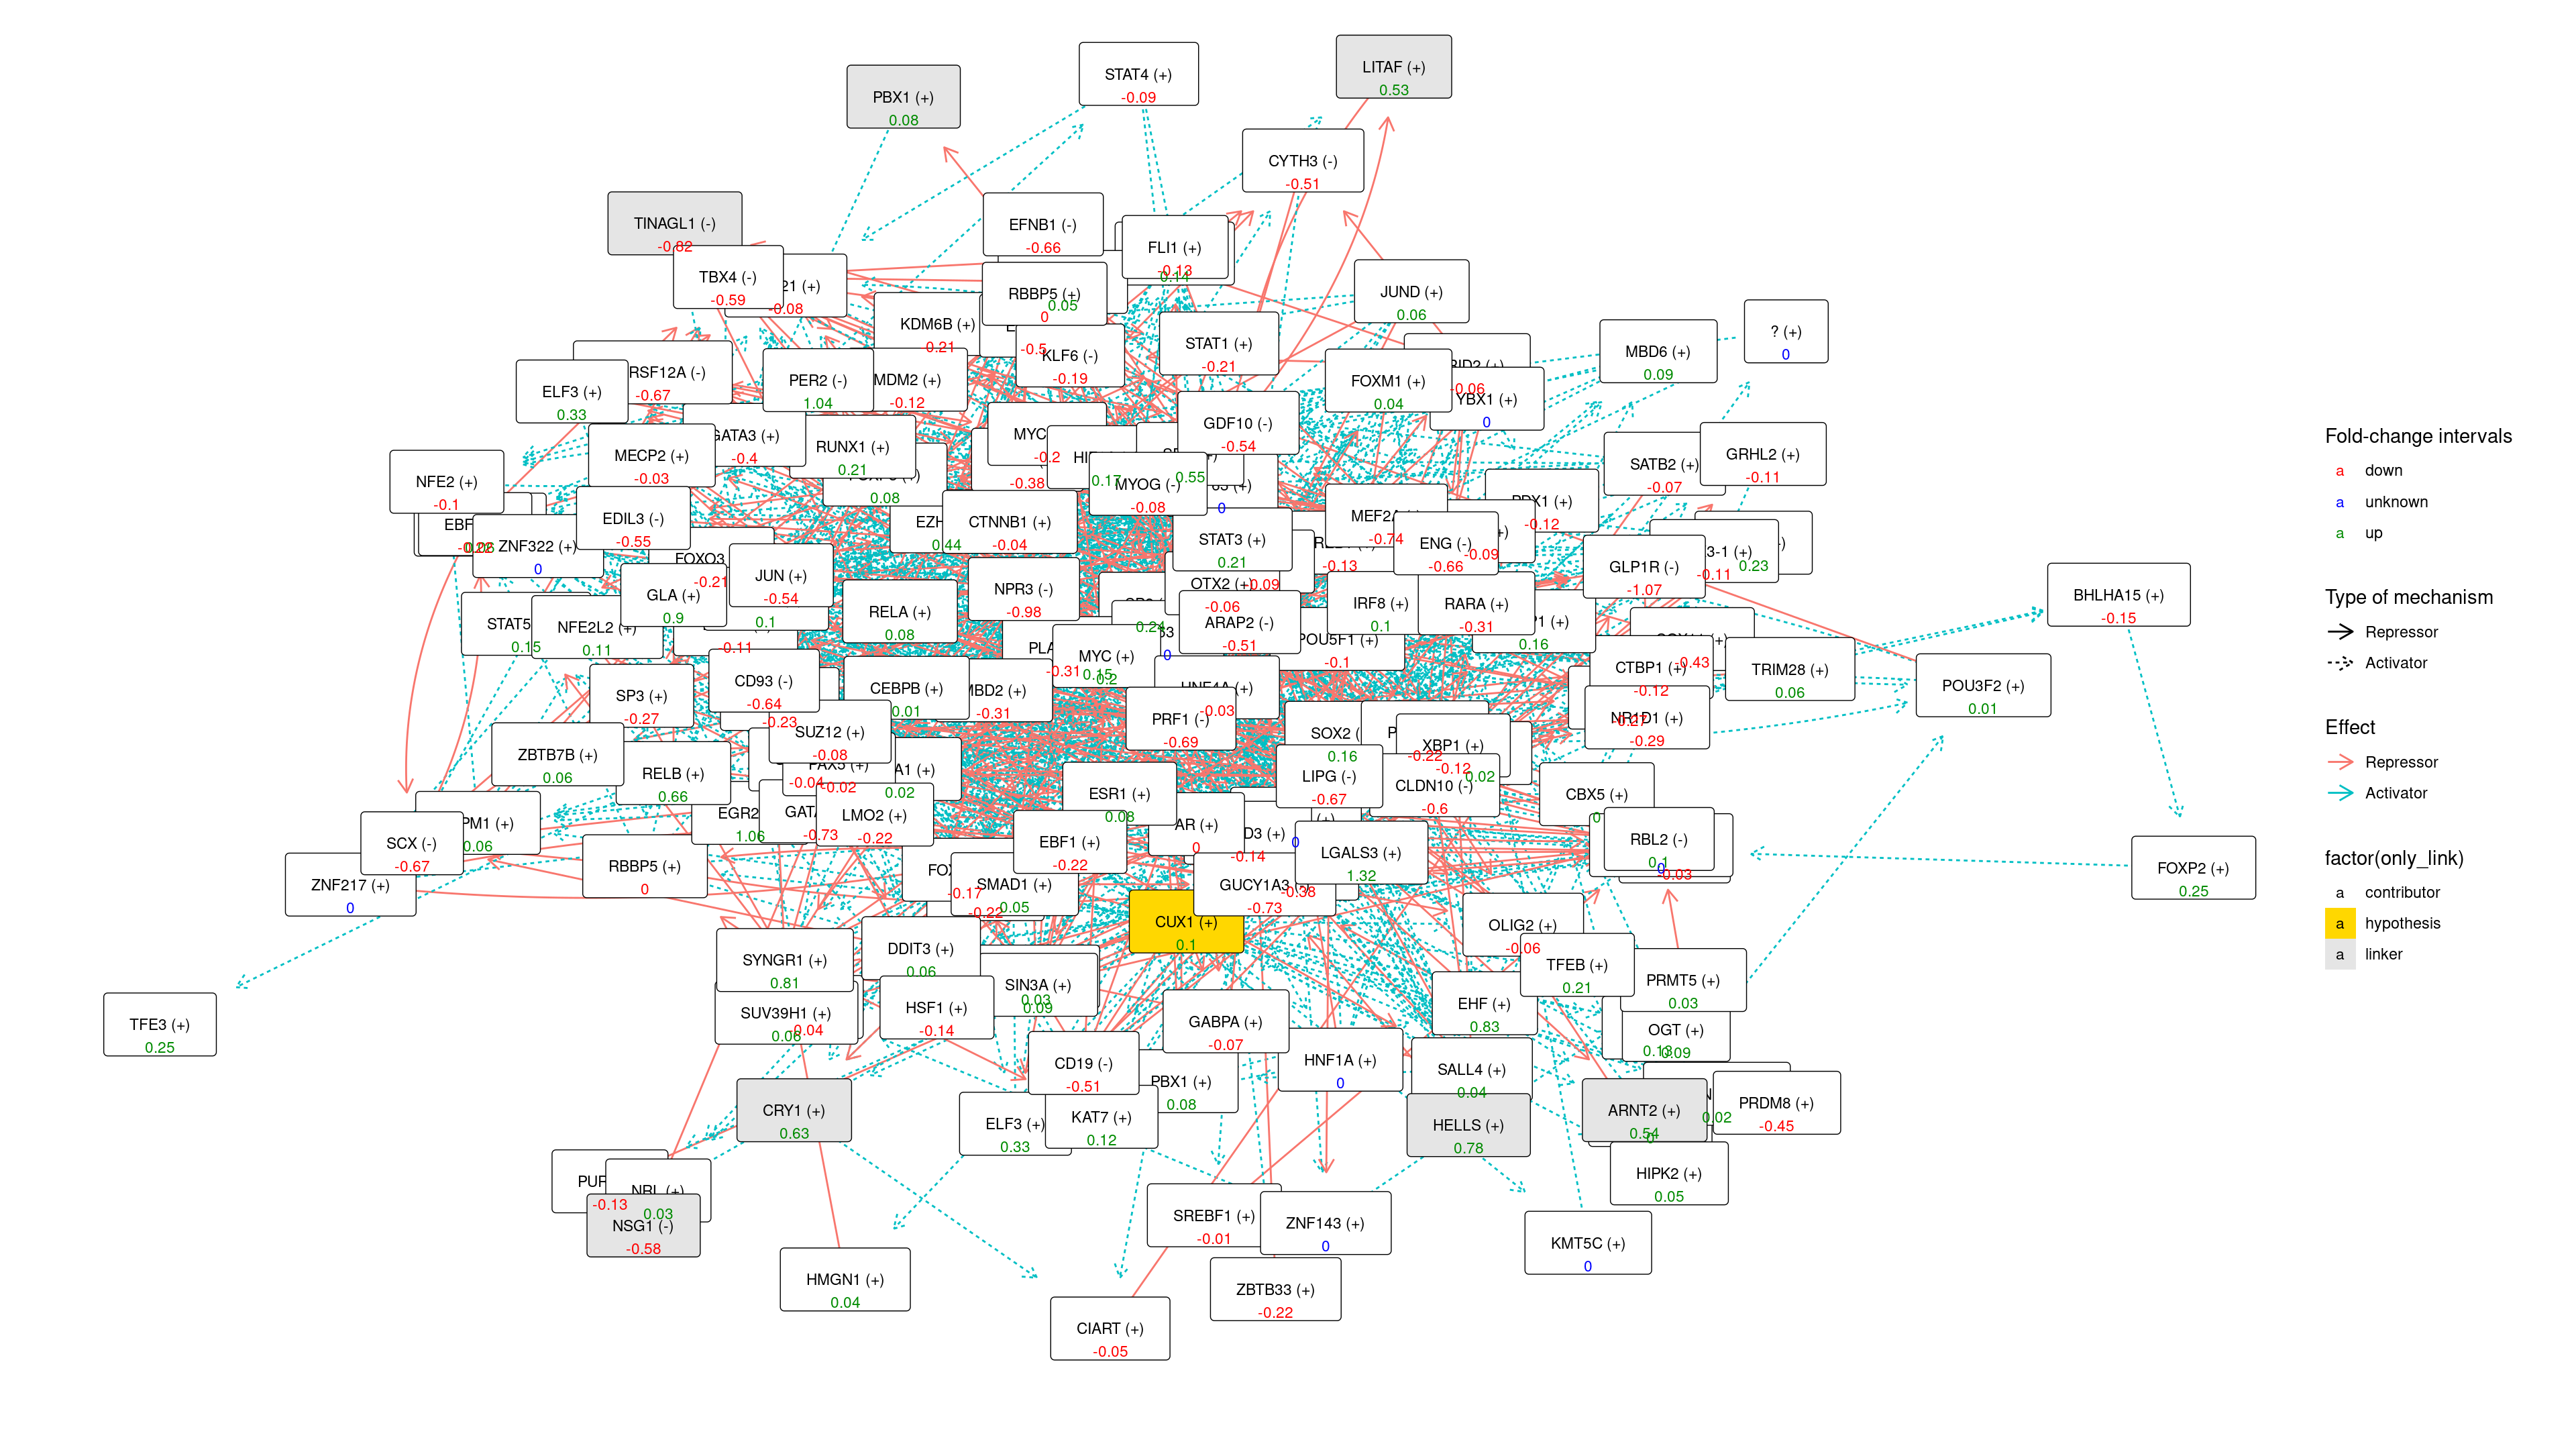 STAT4 (+)
-0.09
LITAF (+)
0.53
PBX1 (+)
0.08
CYTH3 (-)
-0.51
TINAGL1 (-)
-0.82
EFNB1 (-)
-0.66
FLI1 (+)
-0.13
0.14
TBX4 (-)
-0.59
21 (+)
-0.08
RBBP5 (+)
0.05
0
JUND (+)
0.06
KDM6B (+)
-0.21
-0.5
KLF6 (-)
-0.19
STAT1 (+)
-0.21
? (+)
0
MBD6 (+)
0.09
RSF12A (-)
-0.67
ELF3 (+)
0.33
PER2 (-)
1.04
MDM2 (+)
-0.12
FOXM1 (+)
0.04
-0.06
YBX1 (+)
0
GATA3 (+)
-0.4
MECP2 (+)
-0.03
RUNX1 (+)
0.21
0.08
MYC
-0.2
-0.38
GDF10 (-)
-0.54
0.17
0.55
MYOG (-)
-0.08
0
SATB2 (+)
-0.07
GRHL2 (+)
-0.11
NFE2 (+)
-0.1
EBF
ZNF322 (+)
0
EDIL3 (-)
-0.55
EZH
0.44
CTNNB1 (+)
-0.04
STAT3 (+)
0.21
-0.13
MEF2A
-0.74
PDX1 (+)
-0.12
ENG (-)
-0.66
-0.09
3-1 (+)
-0.11
0.23
GLP1R (-)
-1.07
FOXO3
-0.21
JUN (+)
-0.54
0.1
GLA (+)
0.9
-0.11
RELA (+)
0.08
NPR3 (-)
-0.98
OTX2 (+)
0.09
-0.06
ARAP2 (-)
-0.51
IRF8 (+)
0.1
RARA (+)
-0.31
P1 (+)
0.16
BHLHA15 (+)
-0.15
STAT5
0.15
NFE2L2 (+)
0.11
0.24
53
0
POU5F1 (+)
-0.1
PLA
-0.31
MYC (+)
0.15
0.2
CTBP1 (+)
-0.43
-0.12
TRIM28 (+)
0.06
POU3F2 (+)
0.01
SP3 (+)
-0.27
CD93 (-)
-0.64
-0.23
CEBPB (+)
0.01
MBD2 (+)
-0.31
HNF4A (+)
-0.03
PRF1 (-)
-0.69
NR1D1 (+)
-0.27
-0.29
SUZ12 (+)
-0.08
SOX2 (
0.16
XBP1 (+)
-0.22
-0.12
0.02
ZBTB7B (+)
0.06
RELB (+)
0.66
PAX5 (+)
-0.04
-0.02
A1 (+)
0.02
LIPG (-)
-0.67
CLDN10 (-)
-0.6
ESR1 (+)
0.08
CBX5 (+)
EGR2
1.06
GATA
-0.73
LMO2 (+)
-0.22
PM1 (+)
0.06
SCX (-)
-0.67
EBF1 (+)
-0.22
AR (+)
0
D3 (+)
-0.14
0
LGALS3 (+)
1.32
RBL2 (-)
0.1
0
-0.03
FOXP2 (+)
0.25
ZNF217 (+)
0
RBBP5 (+)
0
FOX
-0.17
-0.22
SMAD1 (+)
0.05
GUCY1A3 (-)
-0.38
-0.73
CUX1 (+)
0.1
OLIG2 (+)
-0.06
SYNGR1 (+)
0.81
DDIT3 (+)
0.06
TFEB (+)
0.21
PRMT5 (+)
0.03
SIN3A (+)
0.03
0.09
SUV39H1 (+)
0.06
-0.04
HSF1 (+)
-0.14
EHF (+)
0.83
TFE3 (+)
0.25
GABPA (+)
-0.07
OGT (+)
0.13
0.09
CD19 (-)
-0.51
HNF1A (+)
0
SALL4 (+)
0.04
PBX1 (+)
0.08
CRY1 (+)
0.63
ELF3 (+)
0.33
KAT7 (+)
0.12
HELLS (+)
0.78
ARNT2 (+)
0.54
0
0.02
PRDM8 (+)
-0.45
HIPK2 (+)
0.05
PUF
-0.13
NRL (+)
0.03
NSG1 (-)
-0.58
SREBF1 (+)
-0.01
ZNF143 (+)
0
KMT5C (+)
0
HMGN1 (+)
0.04
ZBTB33 (+)
-0.22
CIART (+)
-0.05
Fold-change intervals
a down
a unknown
a up
Type of mechanism
Repressor
Activator
Effect
Repressor
Activator
factor(only_link)
a contributor
a hypothesis
a linker